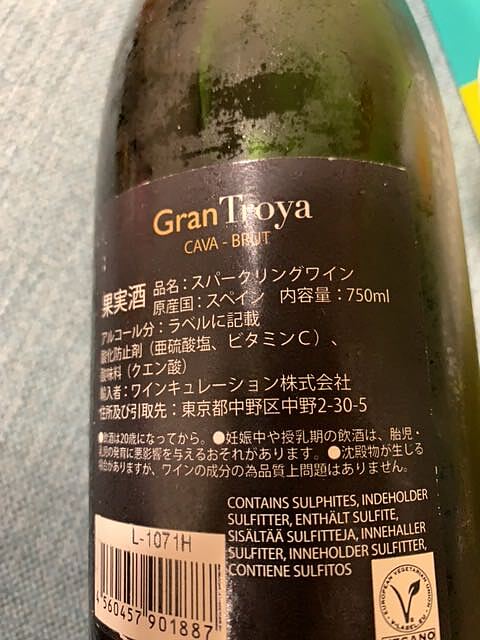 Gran Troya
CAVA - BRUT
果実酒
品名：スパークリングワイン
原産国：スペイン 内容量：750ml
アルコール分：ラベルに記載
酸化防止剤（亜硫酸塩、ビタミンC）、
酸味料（クエン酸）
輸入者：ワインキュレーション株式会社
住所及び引取先：東京都中野区中野2-30-5
●飲酒は20歳になってから。●妊娠中や授乳期の飲酒は、胎児・
乳児の発育に悪影響を与えるおそれがあります。●沈殿物が生じる
場合がありますが、ワインの成分の為品質上問題はありません。
CONTAINS SULPHITES, INDEHOLDER
SULFITTER, ENTHÄLT SULFITE,
SISÄLTÄÄ SULFITTEJA, INNEHALLER
SULFITER, INNEHOLDER SULFITTER,
CONTIENE SULFITOS
L-1071H
4 560457 901887
EUROPEAN VEGETARIAN UNION
V-LABEL.EU